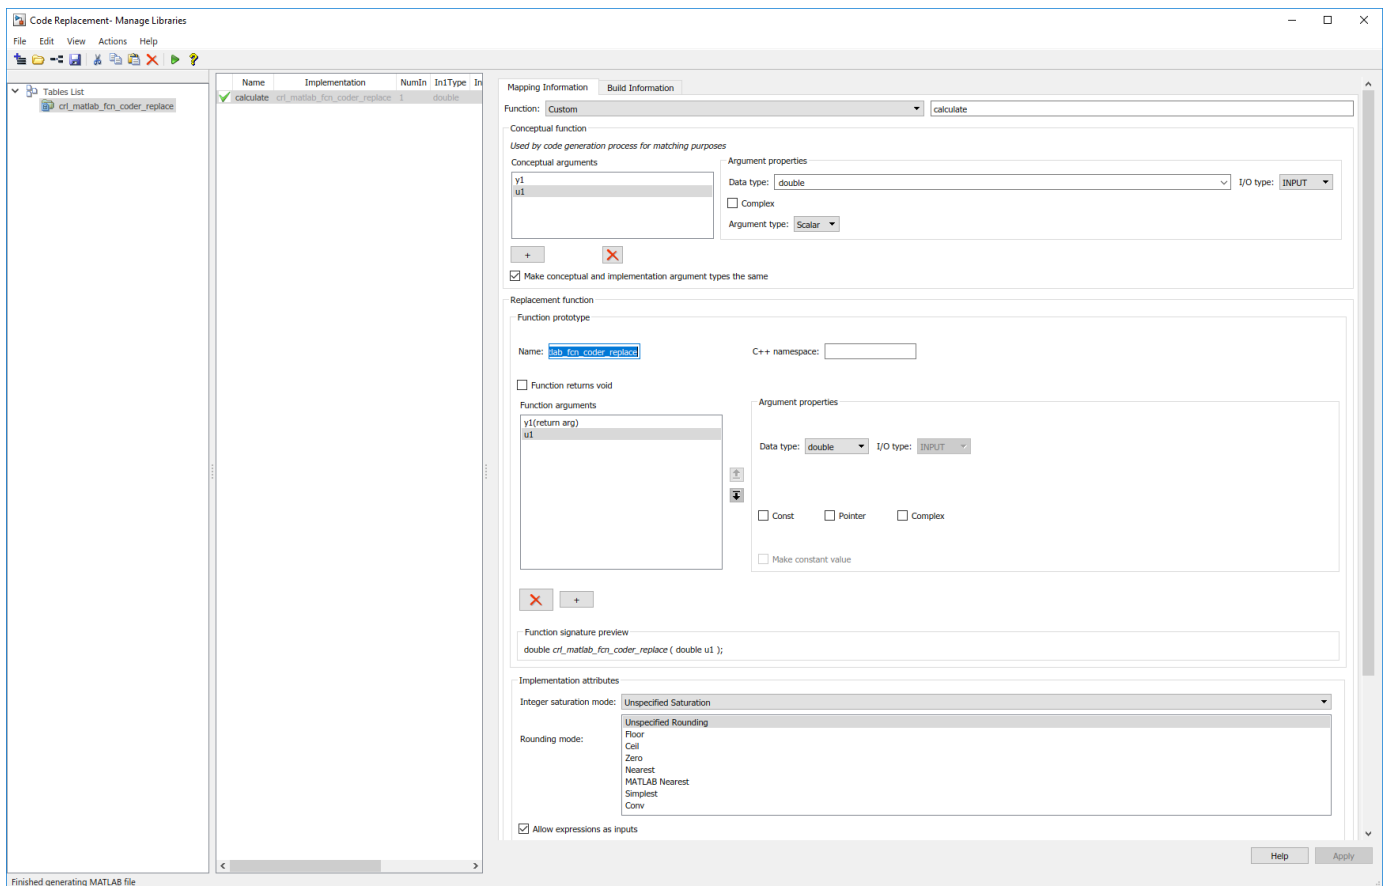 Code Replacement- Manage Libraries
File Edit View Actions Help
Tables List
crl_matlab_fcn_coder_replace
Name Implementation NumIn In1Type In
calculate crl_matlab_fcn_coder_replace 1 double
Mapping Information Build Information
Function: Custom calculate
Conceptual function
Used by code generation process for matching purposes
Conceptual arguments
y1
u1
Argument properties
Data type: double I/O type: INPUT
Complex
Argument type: Scalar
+
Make conceptual and implementation argument types the same
Replacement function
Function prototype
Name: lab_fcn_coder_replace C++ namespace:
Function returns void
Function arguments
y1(return arg)
u1
Argument properties
Data type: double I/O type: INPUT
Const Pointer Complex
Make constant value
+
Function signature preview
double crl_matlab_fcn_coder_replace ( double u1 );
Implementation attributes
Integer saturation mode: Unspecified Saturation
Rounding mode:
Unspecified Rounding
Floor
Ceil
Zero
Nearest
MATLAB Nearest
Simplest
Conv
Allow expressions as inputs
Help Apply
Finished generating MATLAB file